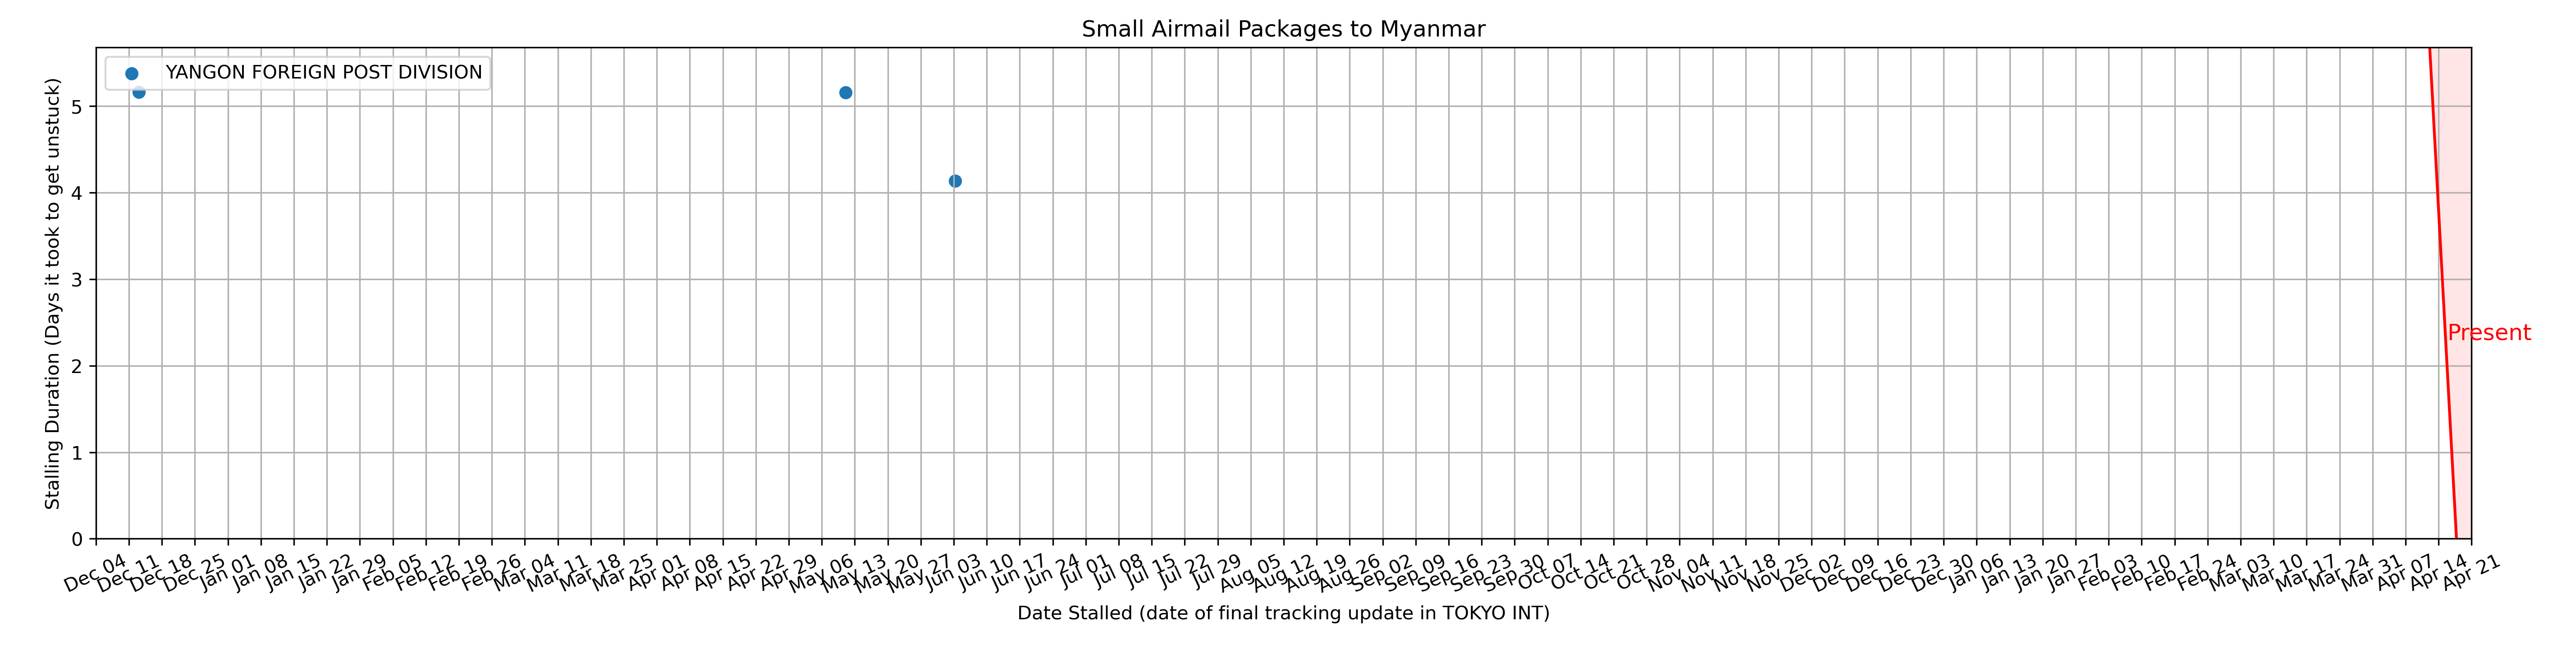 Small Airmail Packages to Myanmar
YANGON FOREIGN POST DIVISION
Stalling Duration (Days it took to get unstuck)
5
4
3
2
1
0
Present
Dec 04
Dec 11
Dec 18
Dec 25
Jan 01
Jan 08
Jan 15
Jan 22
Jan 29
Feb 05
Feb 12
Feb 19
Feb 26
Mar 04
Mar 11
Mar 18
Mar 25
Apr 01
Apr 08
Apr 15
Apr 22
Apr 29
May 06
May 13
May 20
May 27
Jun 03
Jun 10
Jun 17
Jun 24
Jul 01
Jul 08
Jul 15
Jul 22
Jul 29
Aug 05
Aug 12
Aug 19
Aug 26
Sep 02
Sep 09
Sep 16
Sep 23
Sep 30
Oct 07
Oct 14
Oct 21
Oct 28
Nov 04
Nov 11
Nov 18
Nov 25
Dec 02
Dec 09
Dec 16
Dec 23
Dec 30
Jan 06
Jan 13
Jan 20
Jan 27
Feb 03
Feb 10
Feb 17
Feb 24
Mar 03
Mar 10
Mar 17
Mar 24
Mar 31
Apr 07
Apr 14
Apr 21
Date Stalled (date of final tracking update in TOKYO INT)